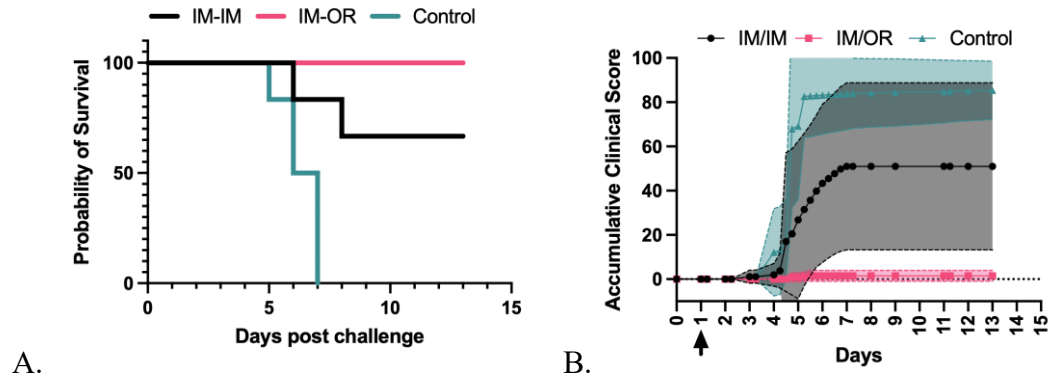 IM-IM IM-OR Control
Probability of Survival
100
50
0
0 5 10 15
Days post challenge
A.
IM/IM IM/OR Control
Accumulative Clinical Score
100
80
60
40
20
0
0 1 2 3 4 5 6 7 8 9 10 11 12 13 14 15
Days
B.